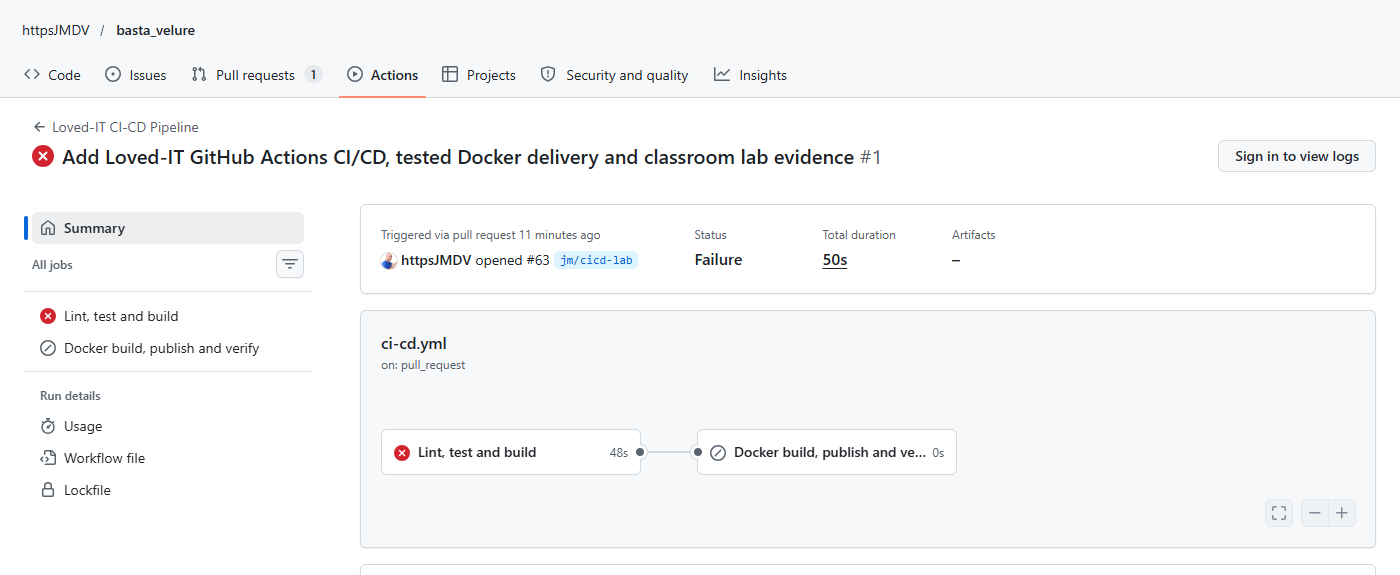 httpsJMDV / basta_velure
Code Issues Pull requests 1 Actions Projects Security and quality Insights
Loved-IT CI-CD Pipeline
Add Loved-IT GitHub Actions CI/CD, tested Docker delivery and classroom lab evidence #1
Sign in to view logs
Summary
All jobs
Lint, test and build
Docker build, publish and verify
Run details
Usage
Workflow file
Lockfile
Triggered via pull request 11 minutes ago
httpsJMDV opened #63 jm/cicd-lab
Status
Failure
Total duration
50s
Artifacts
–
ci-cd.yml
on: pull_request
Lint, test and build 48s
Docker build, publish and ve... 0s